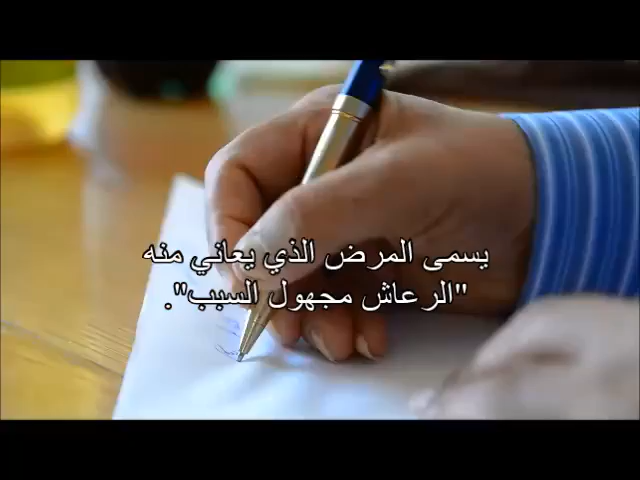 يسمى المرض الذي يعاني منه
"الرعاش مجهول السبب".